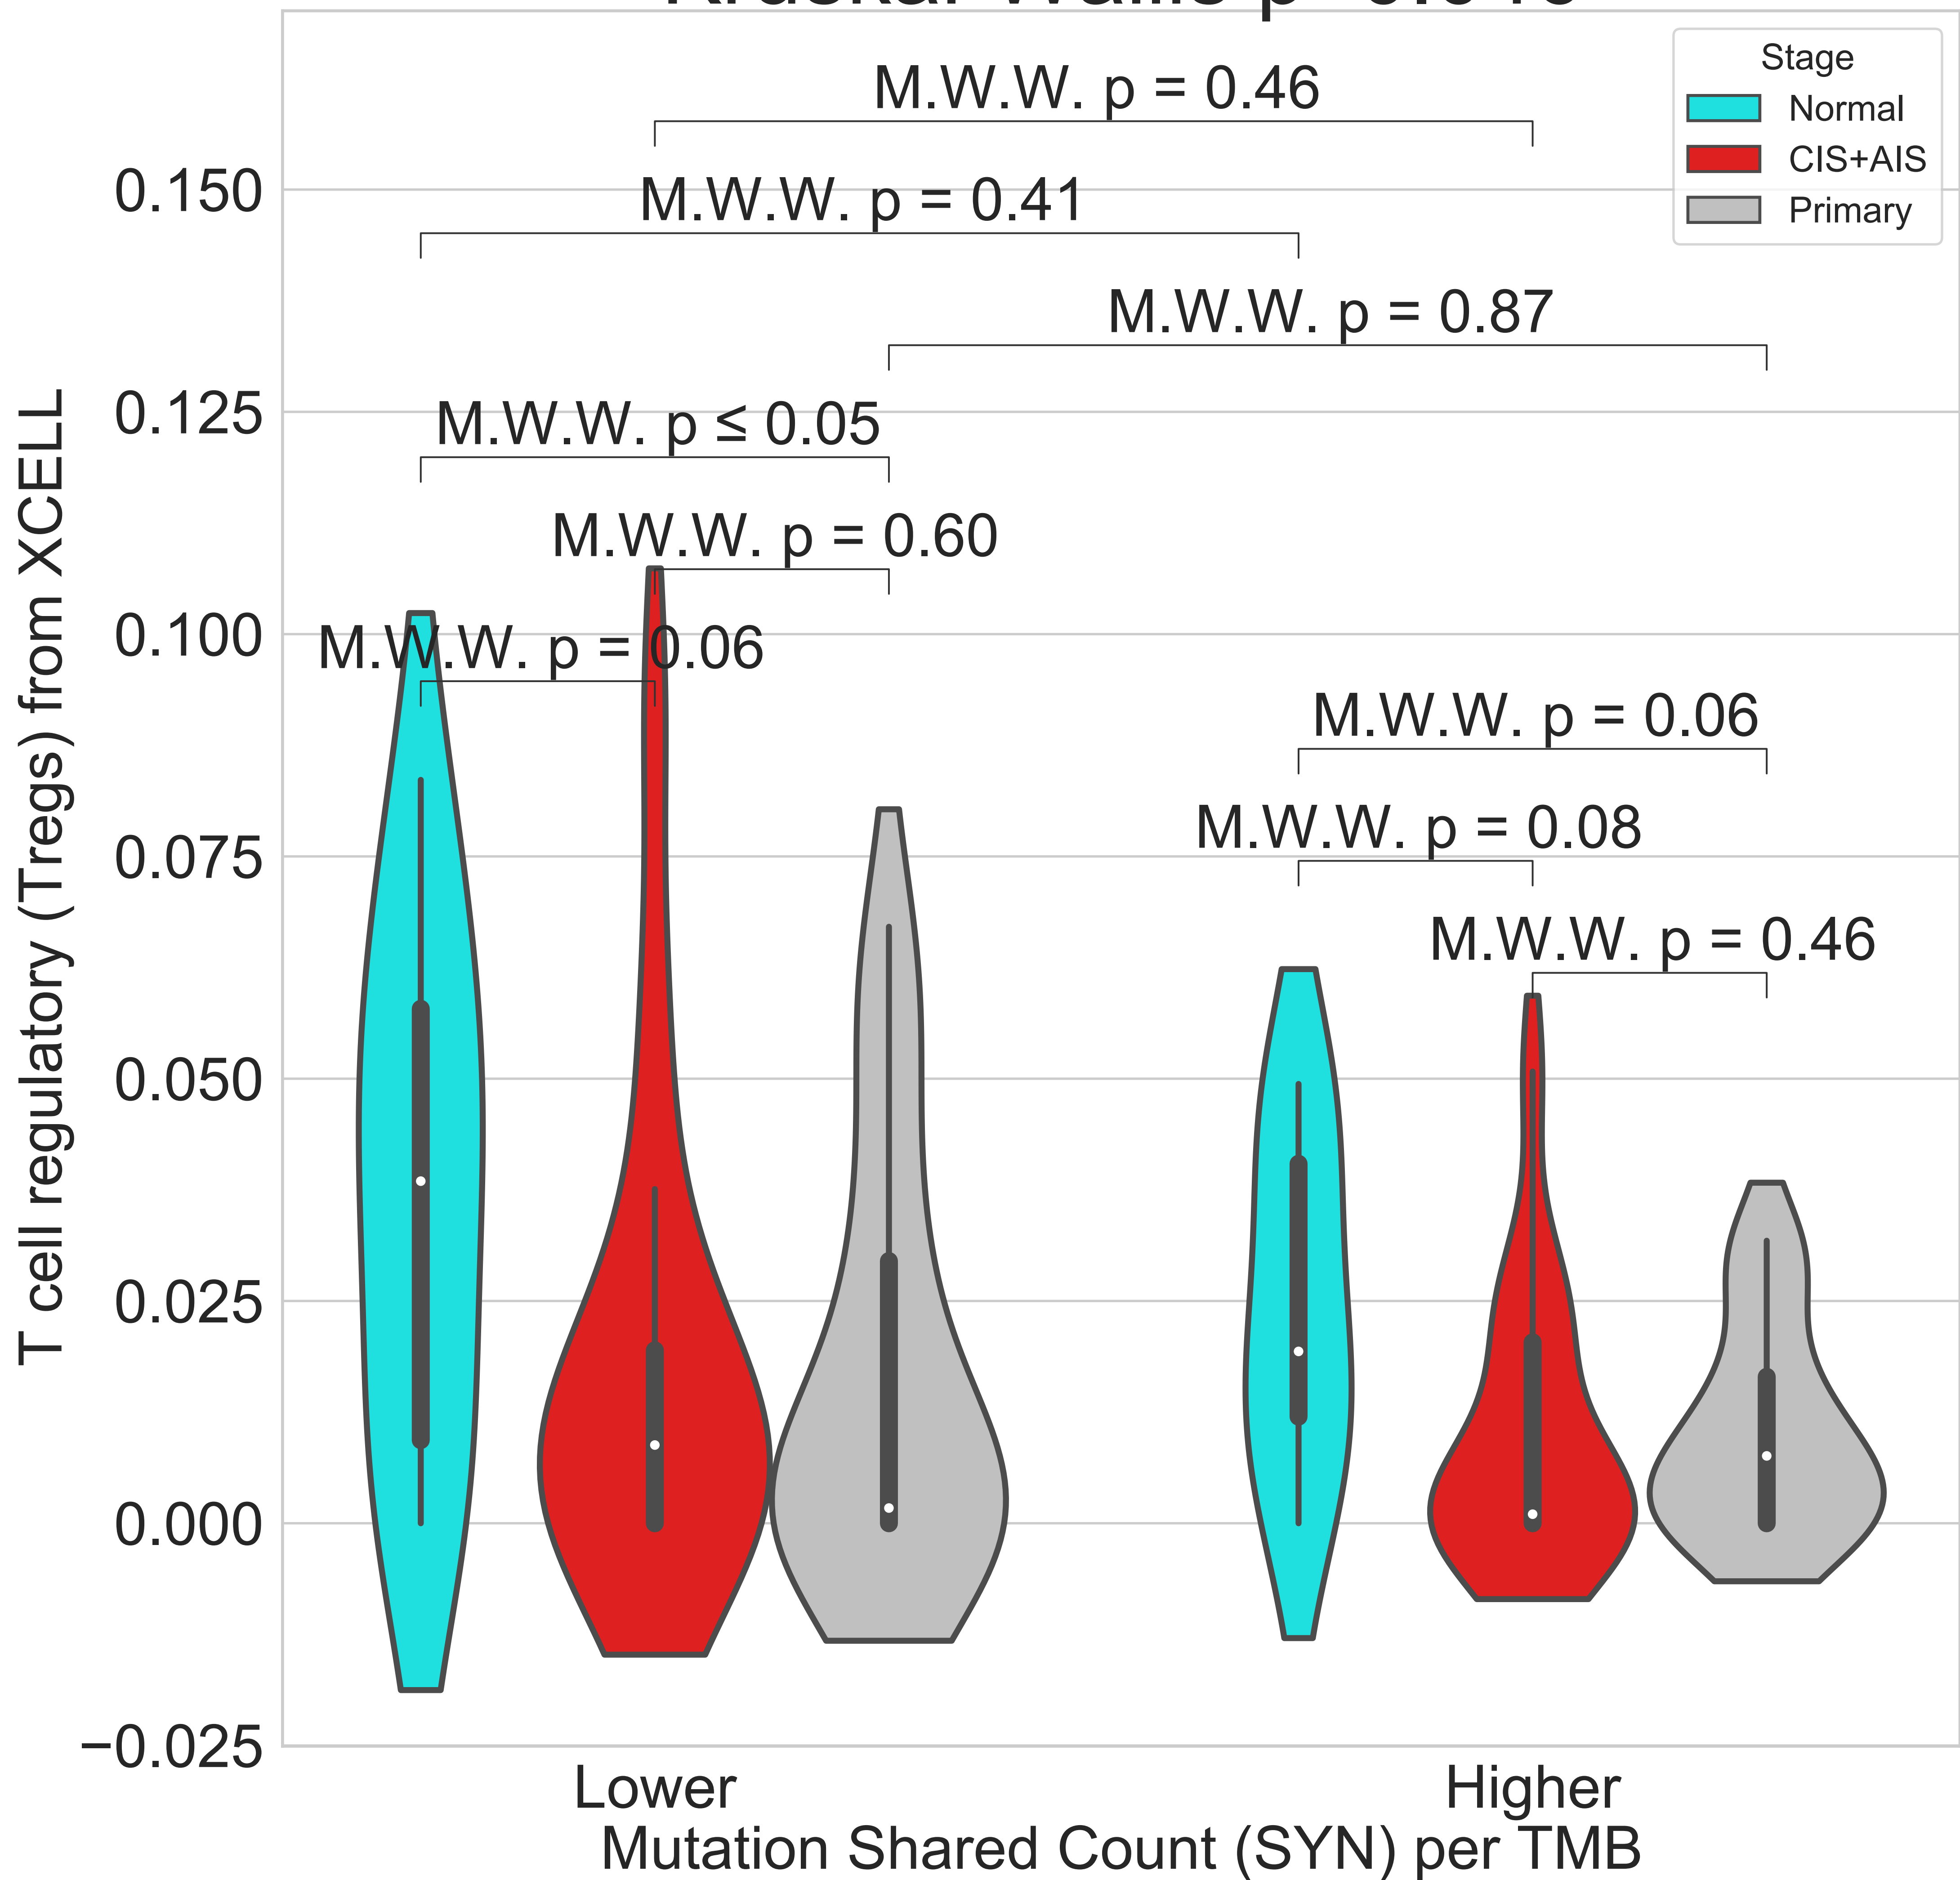 Stage
Normal
CIS+AIS
Primary
M.W.W. p = 0.46
M.W.W. p = 0.41
M.W.W. p = 0.87
M.W.W. p ≤ 0.05
M.W.W. p = 0.60
M.W.W. p = 0.06
M.W.W. p = 0.06
M.W.W. p = 0.08
M.W.W. p = 0.46
0.150
0.125
0.100
0.075
0.050
0.025
0.000
−0.025
T cell regulatory (Tregs) from XCELL
Lower
Higher
Mutation Shared Count (SYN) per TMB